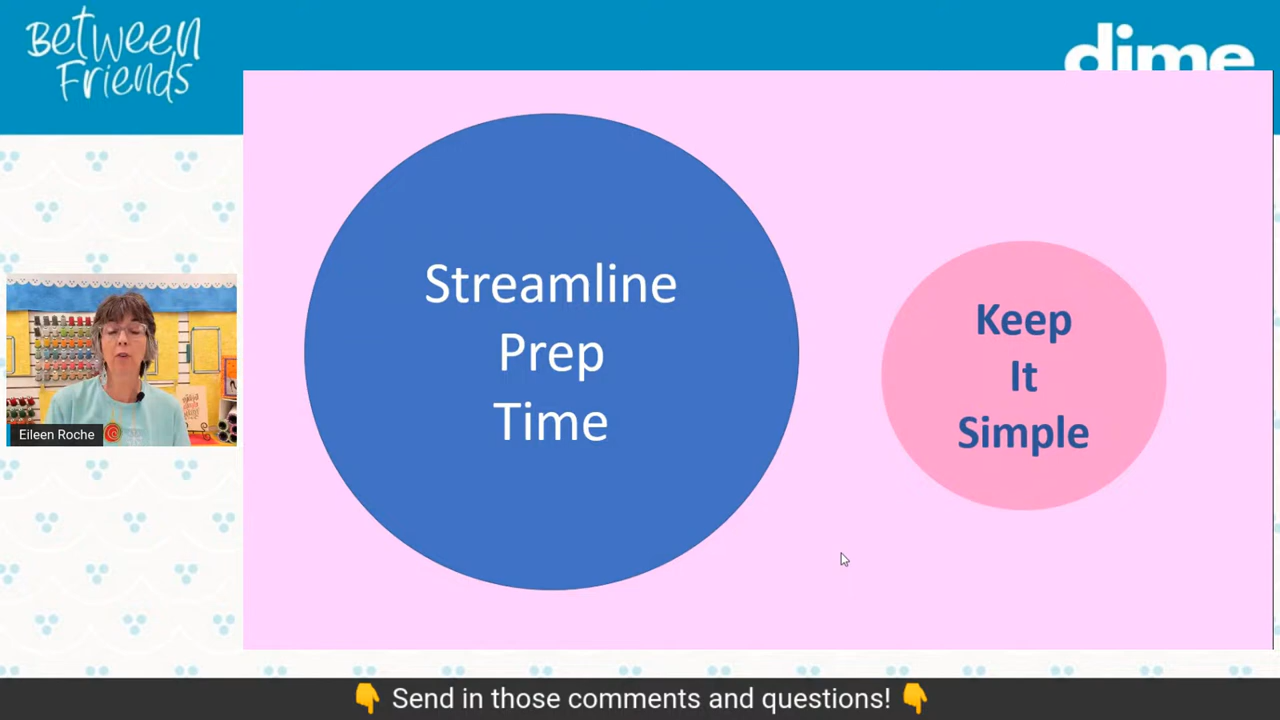 Between
Friends
dime
Streamline
Prep
Time
Keep
It
Simple
Eileen Roche
👇 Send in those comments and questions! 👇